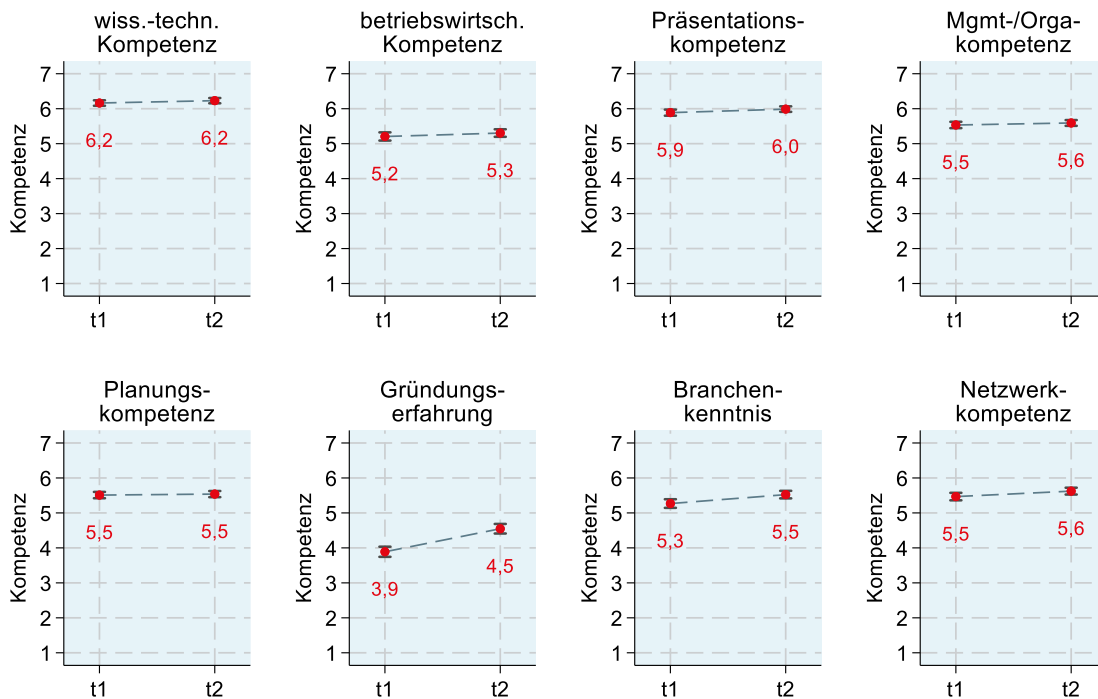 wiss.-techn.
Kompetenz
7
6
5
4
3
2
1
Kompetenz
6,2
6,2
t1
t2
betriebswirtsch.
Kompetenz
7
6
5
4
3
2
1
Kompetenz
5,2
5,3
t1
t2
Präsentations-
kompetenz
7
6
5
4
3
2
1
Kompetenz
5,9
6,0
t1
t2
Mgmt-/Orga-
kompetenz
7
6
5
4
3
2
1
Kompetenz
5,5
5,6
t1
t2
Planungs-
kompetenz
7
6
5
4
3
2
1
Kompetenz
5,5
5,5
t1
t2
Gründungs-
erfahrung
7
6
5
4
3
2
1
Kompetenz
3,9
4,5
t1
t2
Branchen-
kenntnis
7
6
5
4
3
2
1
Kompetenz
5,3
5,5
t1
t2
Netzwerk-
kompetenz
7
6
5
4
3
2
1
Kompetenz
5,5
5,6
t1
t2